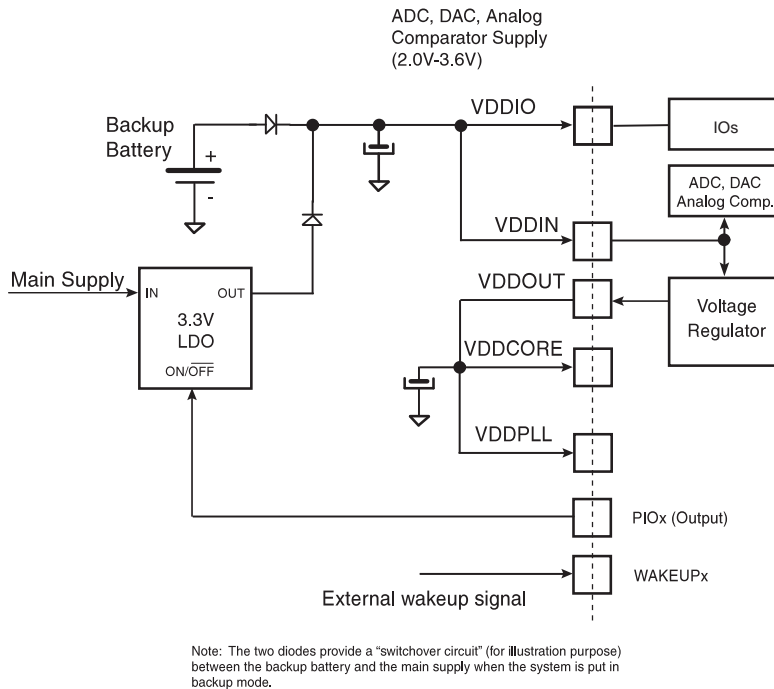 ADC, DAC, Analog
Comparator Supply
(2.0V-3.6V)
Backup
Battery
+
-
VDDIO
IOs
ADC, DAC
Analog Comp.
VDDIN
Main Supply
IN
OUT
3.3V
LDO
ON/OFF
VDDOUT
Voltage
Regulator
VDDCORE
VDDPLL
PIOx (Output)
WAKEUPx
External wakeup signal
Note: The two diodes provide a “switchover circuit” (for illustration purpose)
between the backup battery and the main supply when the system is put in
backup mode.